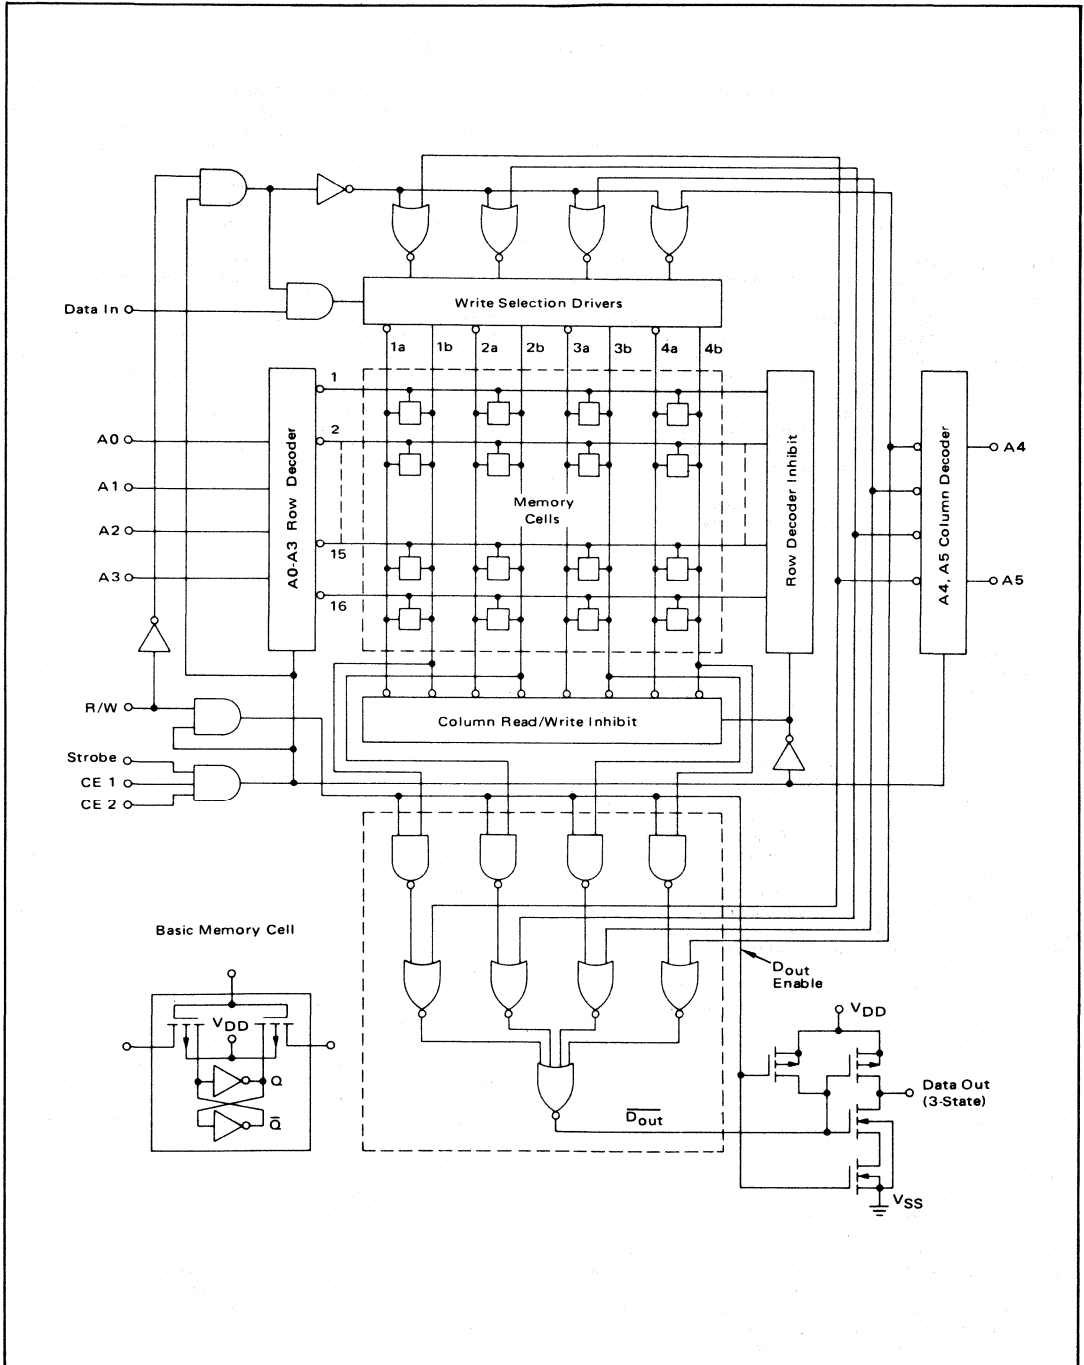 Data In
Write Selection Drivers
1a 1b 2a 2b 3a 3b 4a 4b
1
2
15
16
A0
A1
A2
A3
A0-A3 Row Decoder
Memory
Cells
Row Decoder Inhibit
A4, A5 Column Decoder
A4
A5
R/W
Strobe
CE 1
CE 2
Column Read/Write Inhibit
Basic Memory Cell
VDD
Q
Q̅
Dout
Enable
VDD
Data Out
(3-State)
D̅o̅u̅t̅
VSS